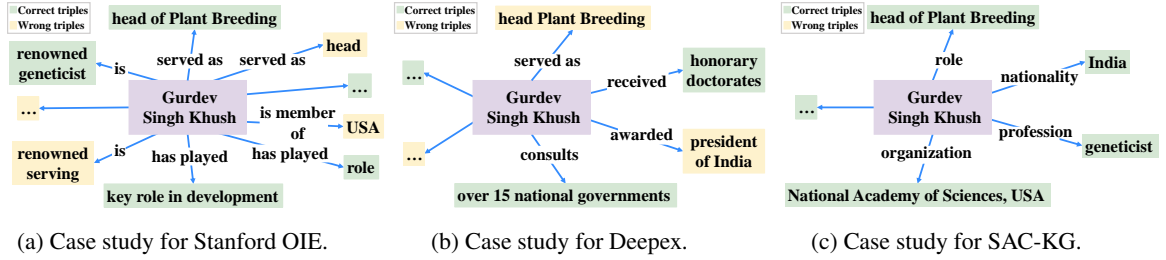 Correct triples
Wrong triples
head of Plant Breeding
renowned
geneticist
head
is
served as
served as
...
...
Gurdev
Singh Khush
is member
of
USA
renowned
serving
is
has played
has played
role
key role in development
(a) Case study for Stanford OIE.
Correct triples
Wrong triples
head Plant Breeding
served as
honorary
doctorates
...
received
Gurdev
Singh Khush
awarded
...
president
of India
consults
over 15 national governments
(b) Case study for Deepex.
Correct triples
Wrong triples
head of Plant Breeding
role
India
nationality
...
Gurdev
Singh Khush
profession
geneticist
organization
National Academy of Sciences, USA
(c) Case study for SAC-KG.